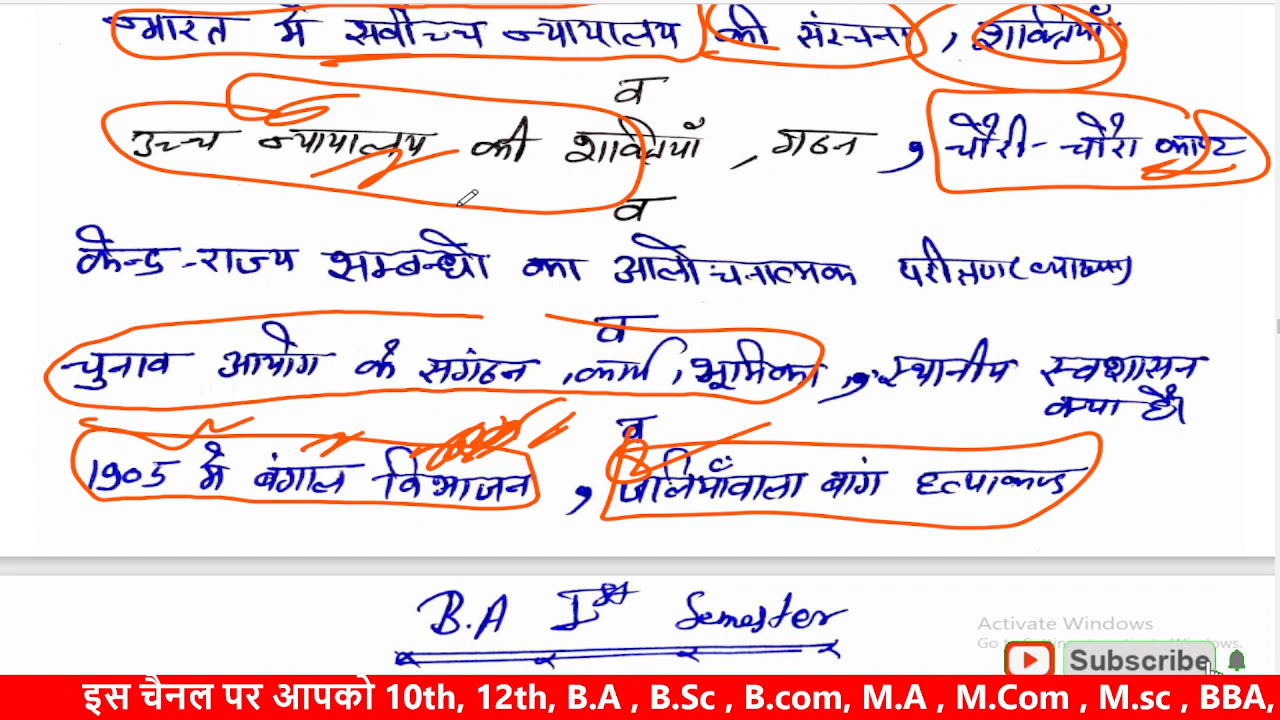 भारत में सर्वोच्च न्यायालय की संरचना, शक्तियाँ
व
उच्च न्यायालय की शक्तियाँ, गठन, चौरी-चौरा काण्ड
व
केन्द्र-राज्य सम्बन्धो का आलोचनात्मक
व
चुनाव आयोग के संगठन, कार्य, भूमिका, स्थानीय स्वशासन
क्या है।
व
1905 मे बंगाल विभाजन, जलियाँवाला बांग हत्याकाण्ड
B.A Ist Semester
Activate Windows
Subscribe
इस चैनल पर आपको 10th, 12th, B.A , B.Sc , B.com, M.A , M.Com , M.sc , BBA,